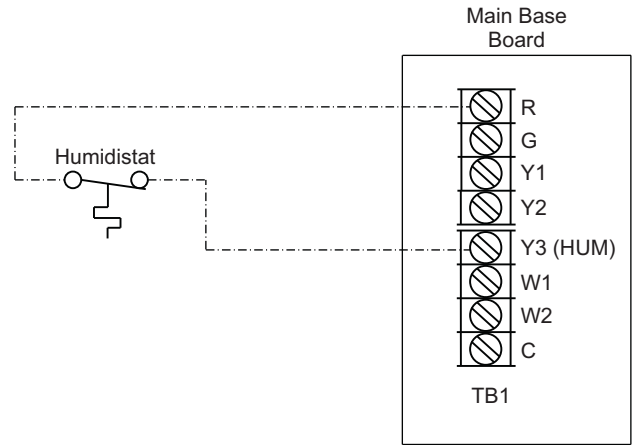 Main Base
Board
R
G
Humidistat
Y1
Y2
Y3 (HUM)
W1
W2
C
TB1